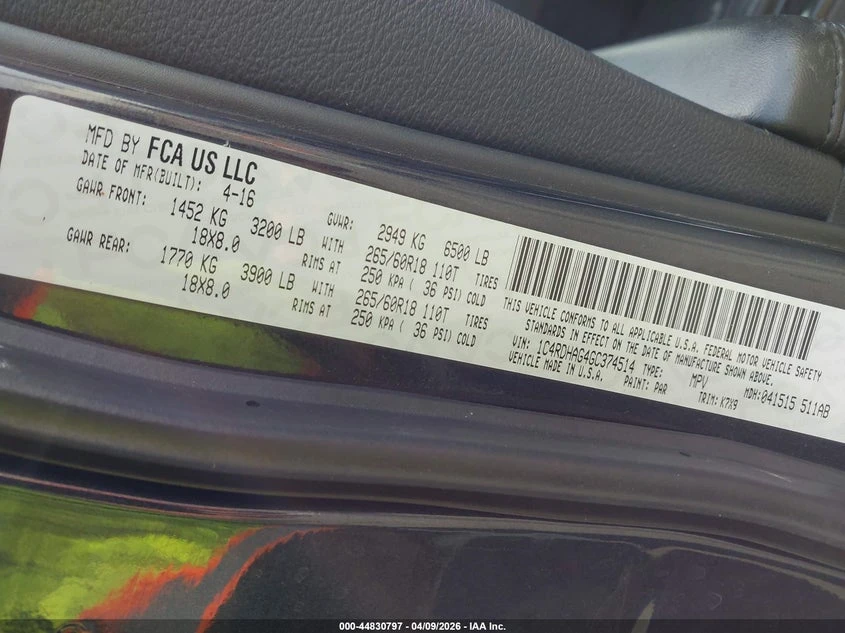 MFD BY FCA US LLC
DATE OF MFR(BUILT): 4-16
GVWR: 2949 KG 6500 LB
GAWR FRONT: 1452 KG 3200 LB WITH 265/60R18 110T TIRES
18X8.0 RIMS AT 250 KPA ( 36 PSI) COLD
GAWR REAR: 1770 KG 3900 LB WITH 265/60R18 110T TIRES
18X8.0 RIMS AT 250 KPA ( 36 PSI) COLD
THIS VEHICLE CONFORMS TO ALL APPLICABLE U.S.A. FEDERAL MOTOR VEHICLE SAFETY
STANDARDS IN EFFECT ON THE DATE OF MANUFACTURE SHOWN ABOVE.
VIN: 1C4RDHAG4GC374514 TYPE: MPV MDH: 041515 511AB
VEHICLE MADE IN U.S.A. PAINT: PAR TRIM: K7X9
000-44830797 - 04/09/2026 - IAA Inc.